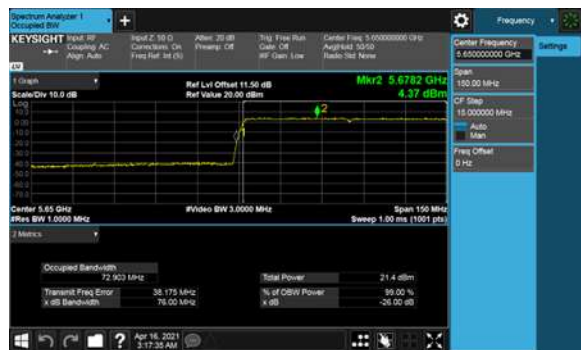 Spectrum Analyzer 1
Occupied BW
Frequency
KEYSIGHT Input: RF
Coupling: AC
Align: Auto
Input Z: 50 Ω
Corrections: On
Freq Ref: Int (S)
Atten: 20 dB
Preamp: Off
Trig: Free Run
Gate: Off
#IF Gain: Low
Center Freq: 5.650000000 GHz
Avg|Hold: 50/50
Radio Std: None
Center Frequency
5.650000000 GHz
Settings
Span
150.00 MHz
CF Step
15.000000 MHz
Auto
Man
Freq Offset
0 Hz
1 Graph
Scale/Div 10.0 dB
Ref Lvl Offset 11.50 dB
Ref Value 20.00 dBm
Mkr2 5.6782 GHz
4.37 dBm
Log
10.0
0.00
2
Center 5.65 GHz
#Res BW 1.0000 MHz
#Video BW 3.0000 MHz
Span 150 MHz
Sweep 1.00 ms (1001 pts)
2 Metrics
Occupied Bandwidth
72.903 MHz
Total Power 21.4 dBm
Transmit Freq Error 38.175 MHz
% of OBW Power 99.00 %
x dB Bandwidth 76.00 MHz
x dB -26.00 dB
Apr 16, 2021
3:17:35 AM